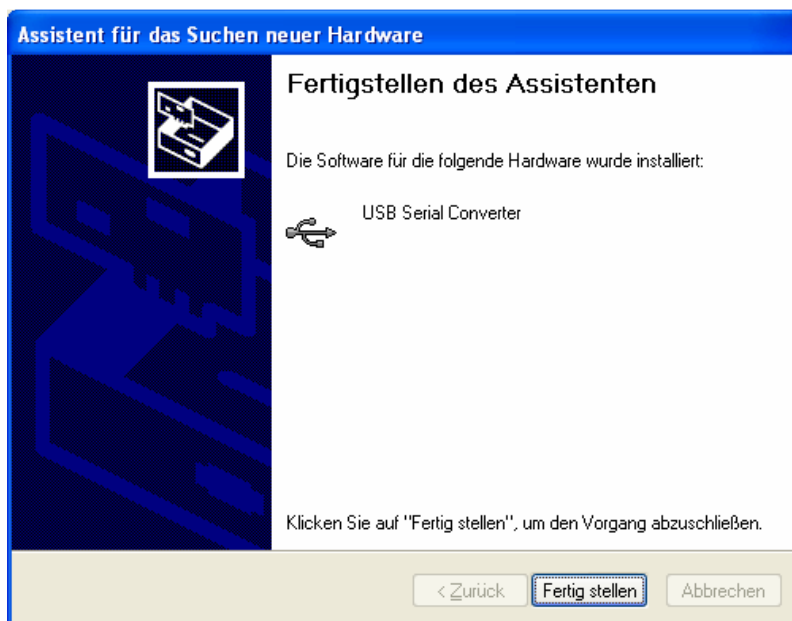 Assistent für das Suchen neuer Hardware
Fertigstellen des Assistenten
Die Software für die folgende Hardware wurde installiert:
USB Serial Converter
Klicken Sie auf "Fertig stellen", um den Vorgang abzuschließen.
< Zurück Fertig stellen Abbrechen